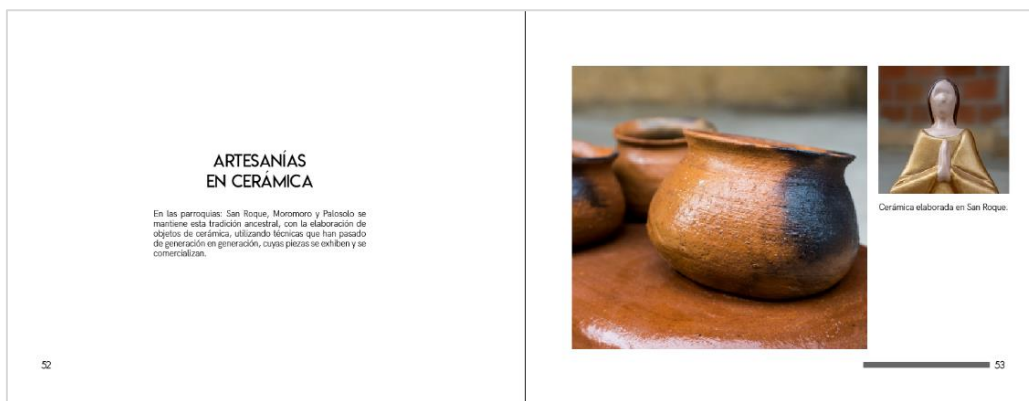 ARTESANÍAS
EN CERÁMICA
En las parroquias: San Roque, Moromoro y Palosolo se
mantiene esta tradición ancestral, con la elaboración de
objetos de cerámica, utilizando técnicas que han pasado
de generación en generación, cuyas piezas se exhiben y se
comercializan.
52
Cerámica elaborada en San Roque.
53